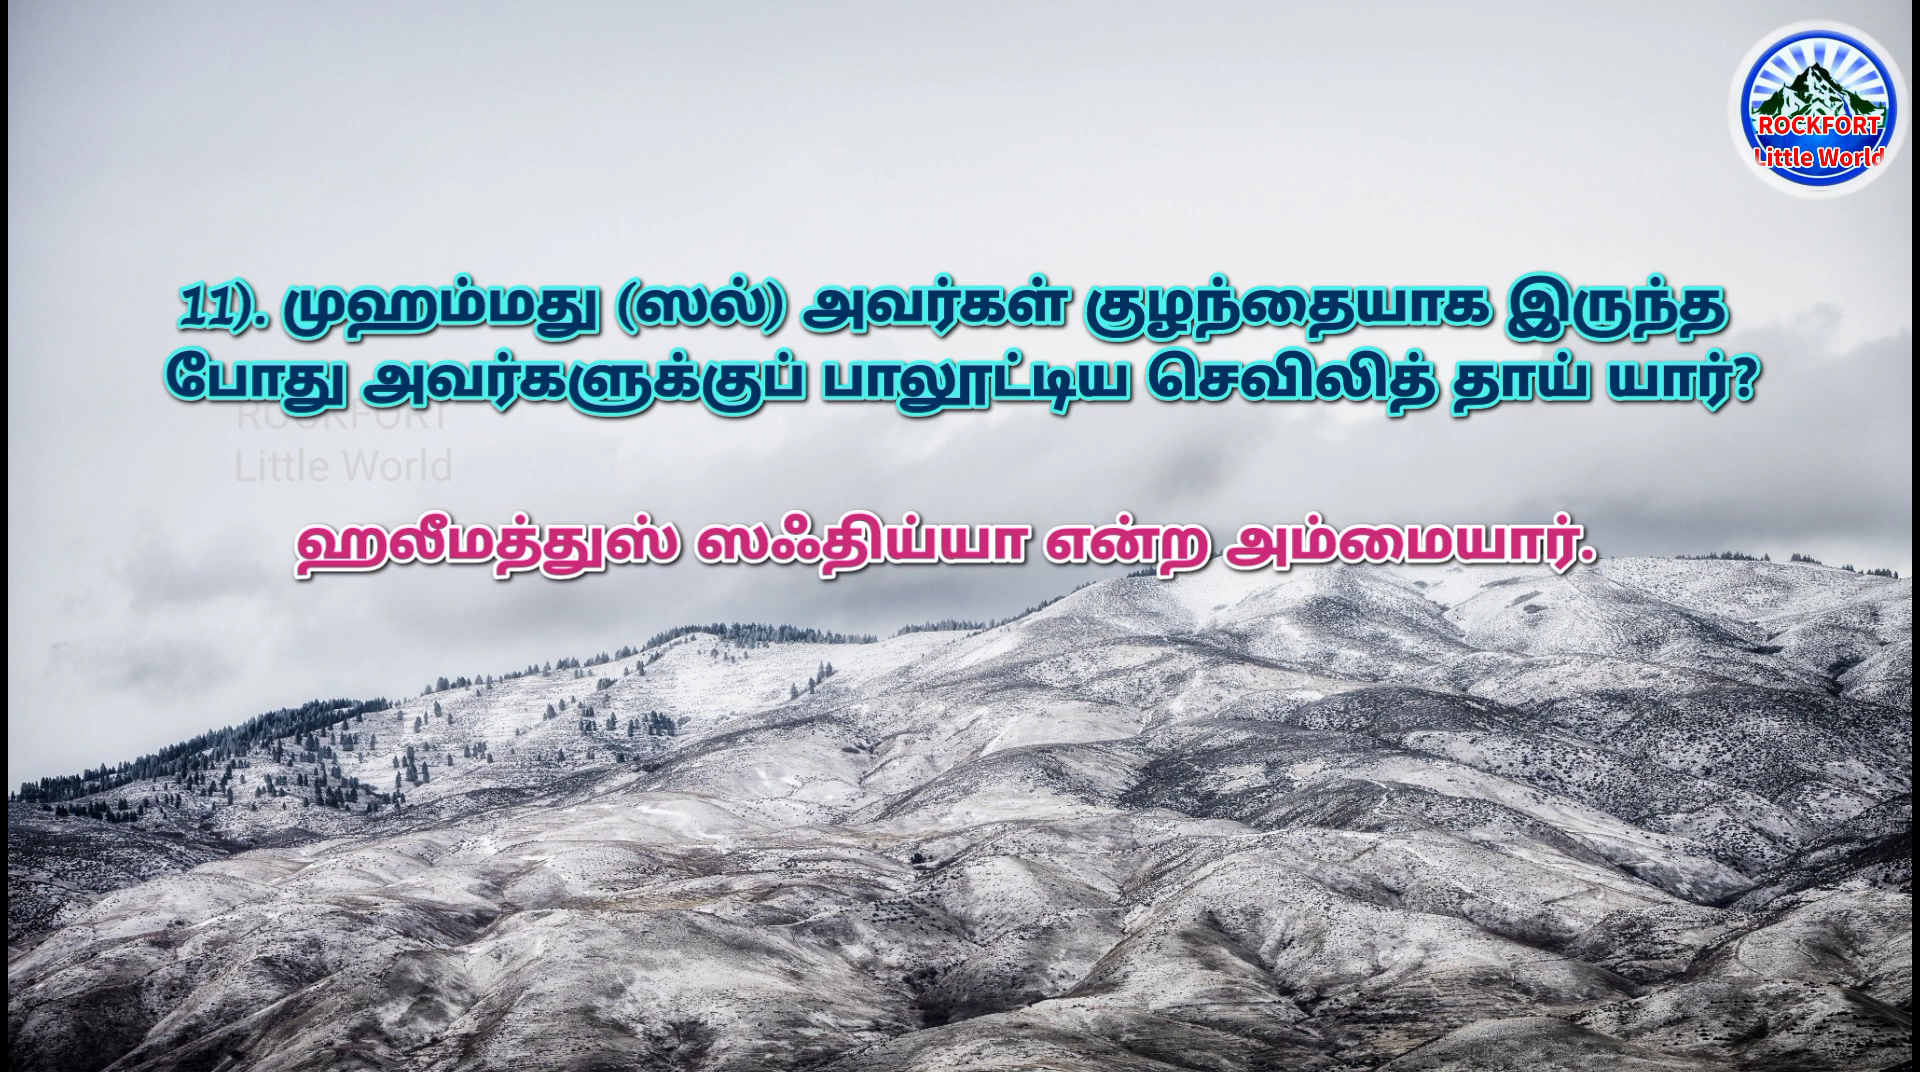 ROCKFORT
Little World
11). முஹம்மது (ஸல்) அவர்கள் குழந்தையாக இருந்த
போது அவர்களுக்குப் பாலூட்டிய செவிலித் தாய் யார்?
ROCKFORT
Little World
ஹலீமத்துஸ் ஸஃதிய்யா என்ற அம்மையார்.